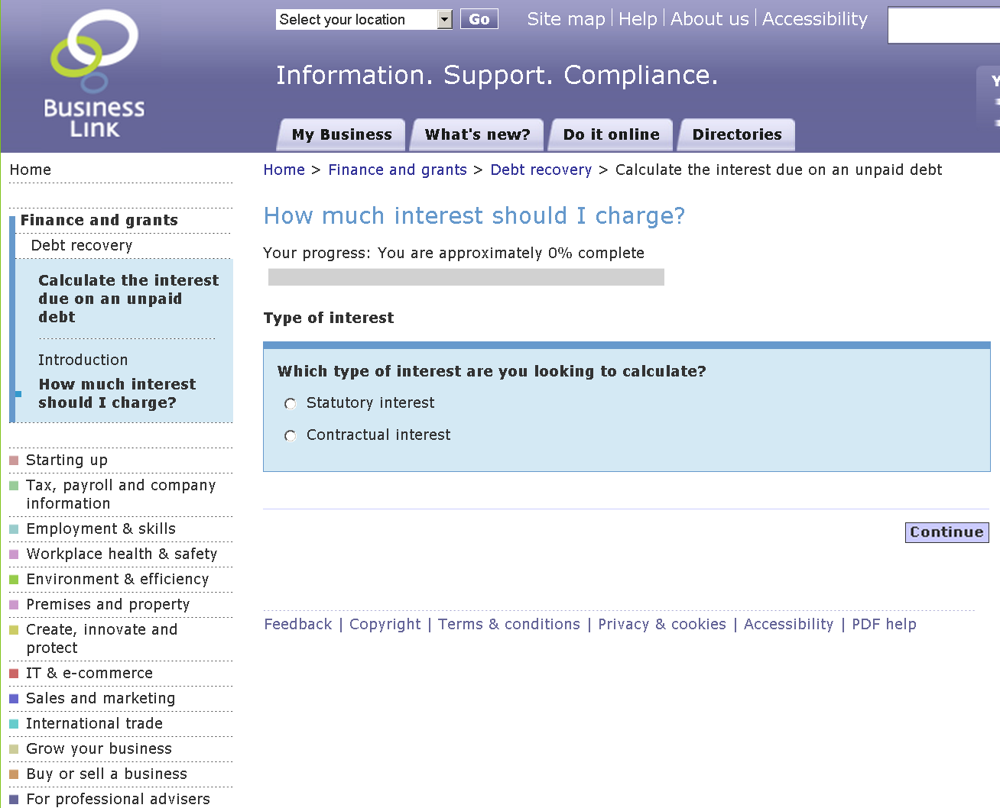 Business
Link
Select your location
Go
Site map | Help | About us | Accessibility
Information. Support. Compliance.
My Business
What's new?
Do it online
Directories
Home
Finance and grants
Debt recovery
Calculate the interest
due on an unpaid
debt
Introduction
How much interest
should I charge?
Starting up
Tax, payroll and company
information
Employment & skills
Workplace health & safety
Environment & efficiency
Premises and property
Create, innovate and
protect
IT & e-commerce
Sales and marketing
International trade
Grow your business
Buy or sell a business
For professional advisers
Home > Finance and grants > Debt recovery > Calculate the interest due on an unpaid debt
How much interest should I charge?
Your progress: You are approximately 0% complete
Type of interest
Which type of interest are you looking to calculate?
Statutory interest
Contractual interest
Continue
Feedback | Copyright | Terms & conditions | Privacy & cookies | Accessibility | PDF help